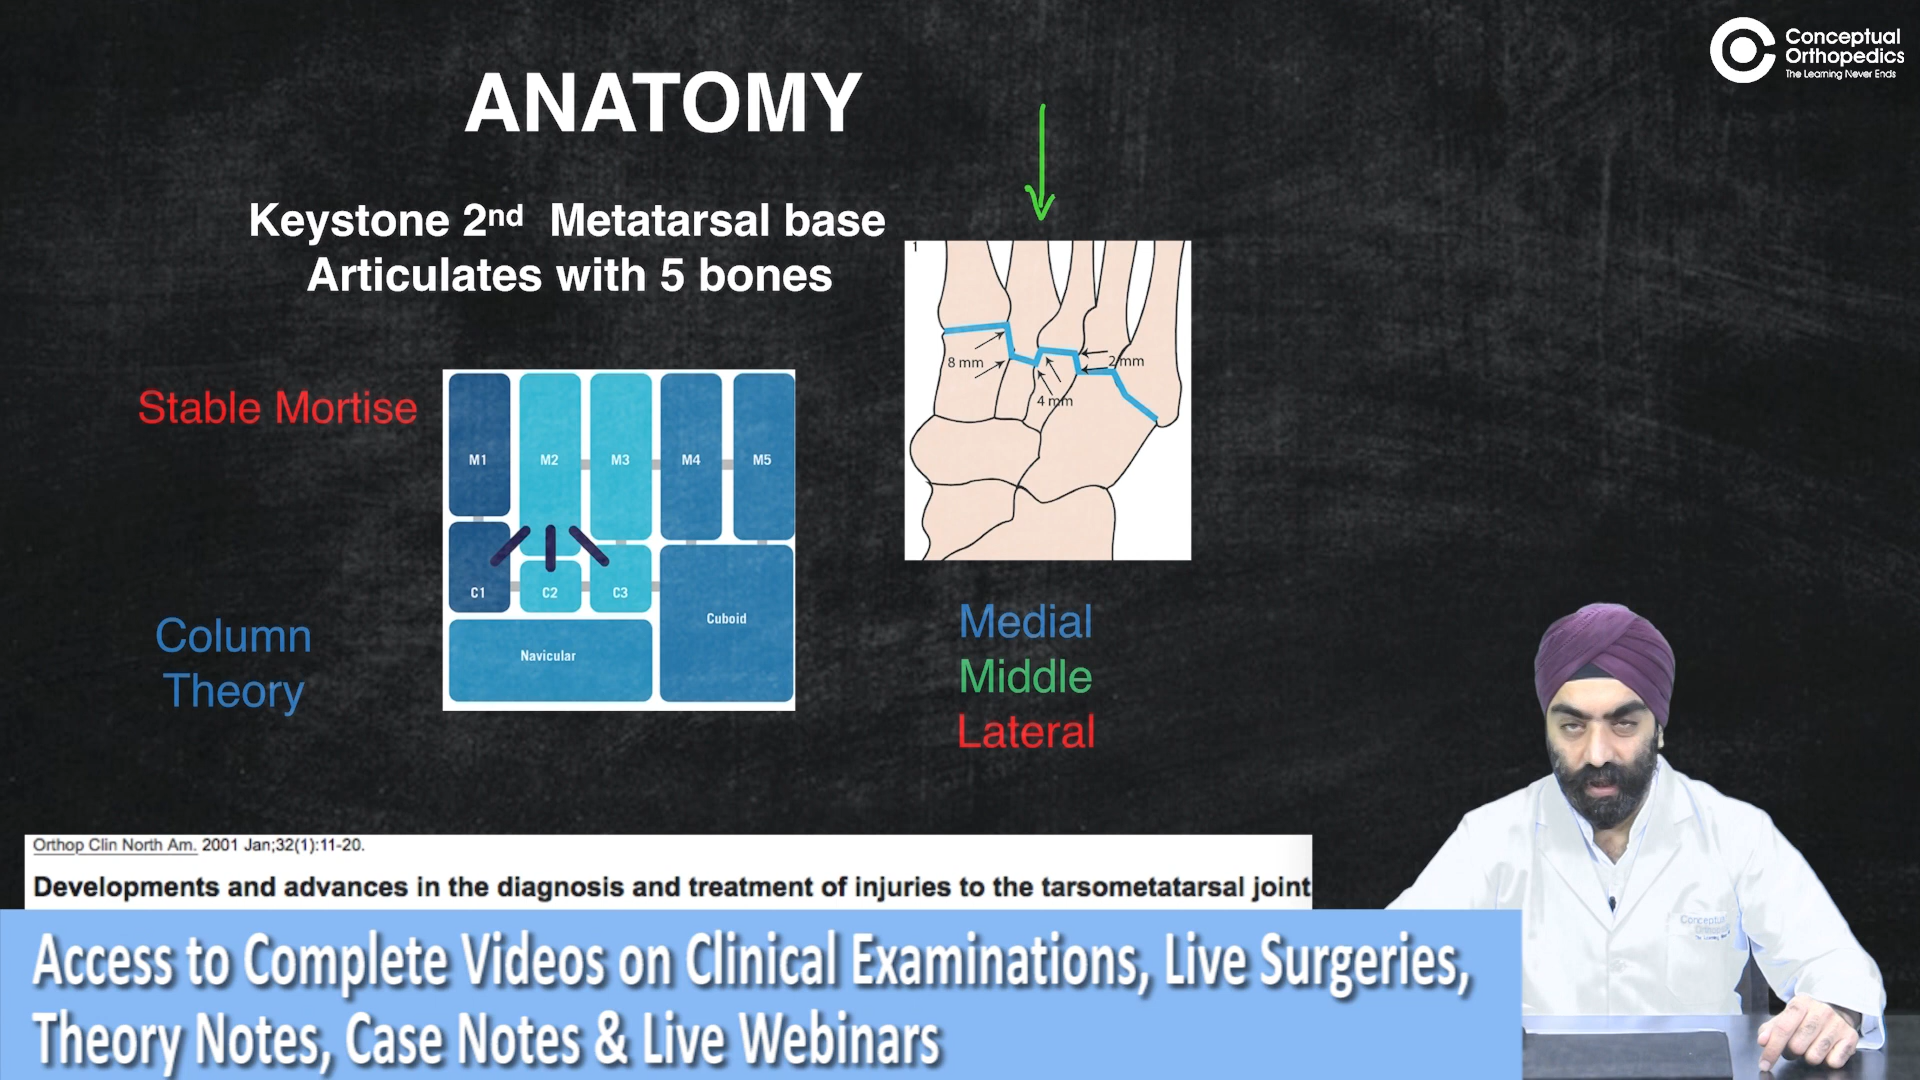 Conceptual
Orthopedics
The Learning Never Ends
ANATOMY
Keystone 2nd Metatarsal base
Articulates with 5 bones
1
8 mm
2 mm
4 mm
Stable Mortise
M1 M2 M3 M4 M5
C1 C2 C3
Cuboid
Navicular
Column
Theory
Medial
Middle
Lateral
Orthop Clin North Am. 2001 Jan;32(1):11-20.
Developments and advances in the diagnosis and treatment of injuries to the tarsometatarsal joint
Conceptual
Access to Complete Videos on Clinical Examinations, Live Surgeries,
Theory Notes, Case Notes & Live Webinars